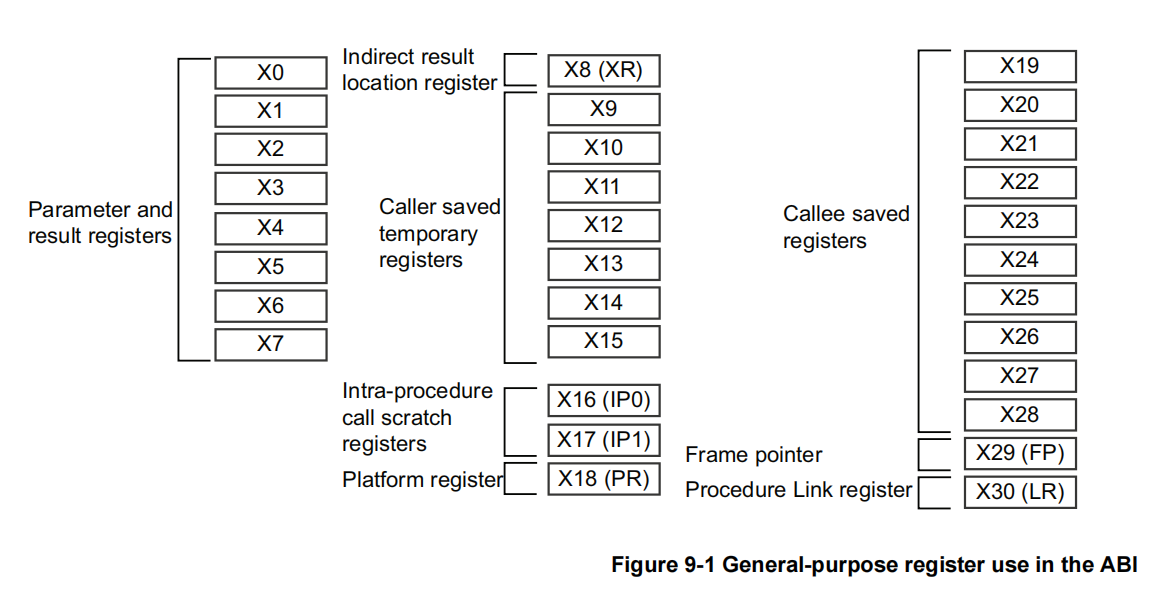 Parameter and
result registers
X0
X1
X2
X3
X4
X5
X6
X7
Indirect result
location register
X8 (XR)
Caller saved
temporary
registers
X9
X10
X11
X12
X13
X14
X15
Intra-procedure
call scratch
registers
X16 (IP0)
X17 (IP1)
Platform register
X18 (PR)
Callee saved
registers
X19
X20
X21
X22
X23
X24
X25
X26
X27
X28
Frame pointer
X29 (FP)
Procedure Link register
X30 (LR)
Figure 9-1 General-purpose register use in the ABI